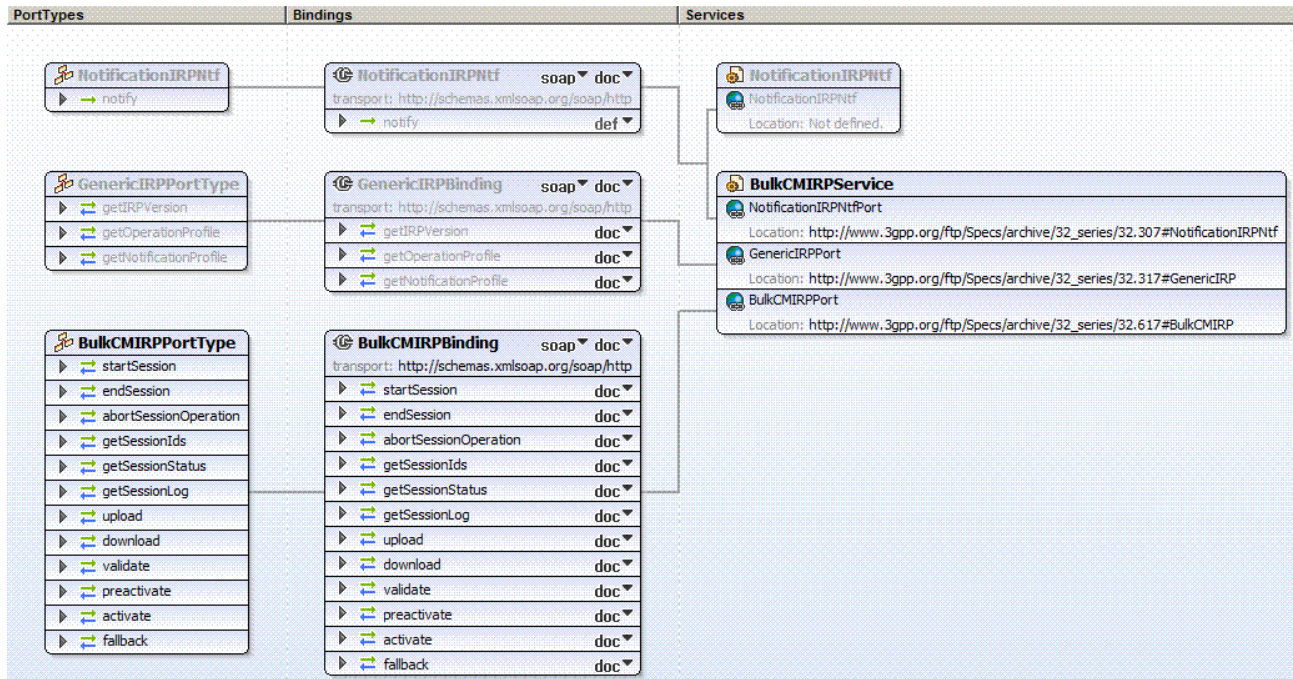 PortTypes
Bindings
Services
NotificationIRPNtf
notify
GenericIRPPortType
getIRPVersion
getOperationProfile
getNotificationProfile
BulkCMIRPPortType
startSession
endSession
abortSessionOperation
getSessionIds
getSessionStatus
getSessionLog
upload
download
validate
preactivate
activate
fallback
NotificationIRPNtf soap doc
transport: http://schemas.xmlsoap.org/soap/http
notify def
GenericIRPBinding soap doc
transport: http://schemas.xmlsoap.org/soap/http
getIRPVersion doc
getOperationProfile doc
getNotificationProfile doc
BulkCMIRPBinding soap doc
transport: http://schemas.xmlsoap.org/soap/http
startSession doc
endSession doc
abortSessionOperation doc
getSessionIds doc
getSessionStatus doc
getSessionLog doc
upload doc
download doc
validate doc
preactivate doc
activate doc
fallback doc
NotificationIRPNtf
NotificationIRPNtf
Location: Not defined.
BulkCMIRPService
NotificationIRPNtfPort
Location: http://www.3gpp.org/ftp/Specs/archive/32_series/32.307#NotificationIRPNtf
GenericIRPPort
Location: http://www.3gpp.org/ftp/Specs/archive/32_series/32.317#GenericIRP
BulkCMIRPPort
Location: http://www.3gpp.org/ftp/Specs/archive/32_series/32.617#BulkCMIRP